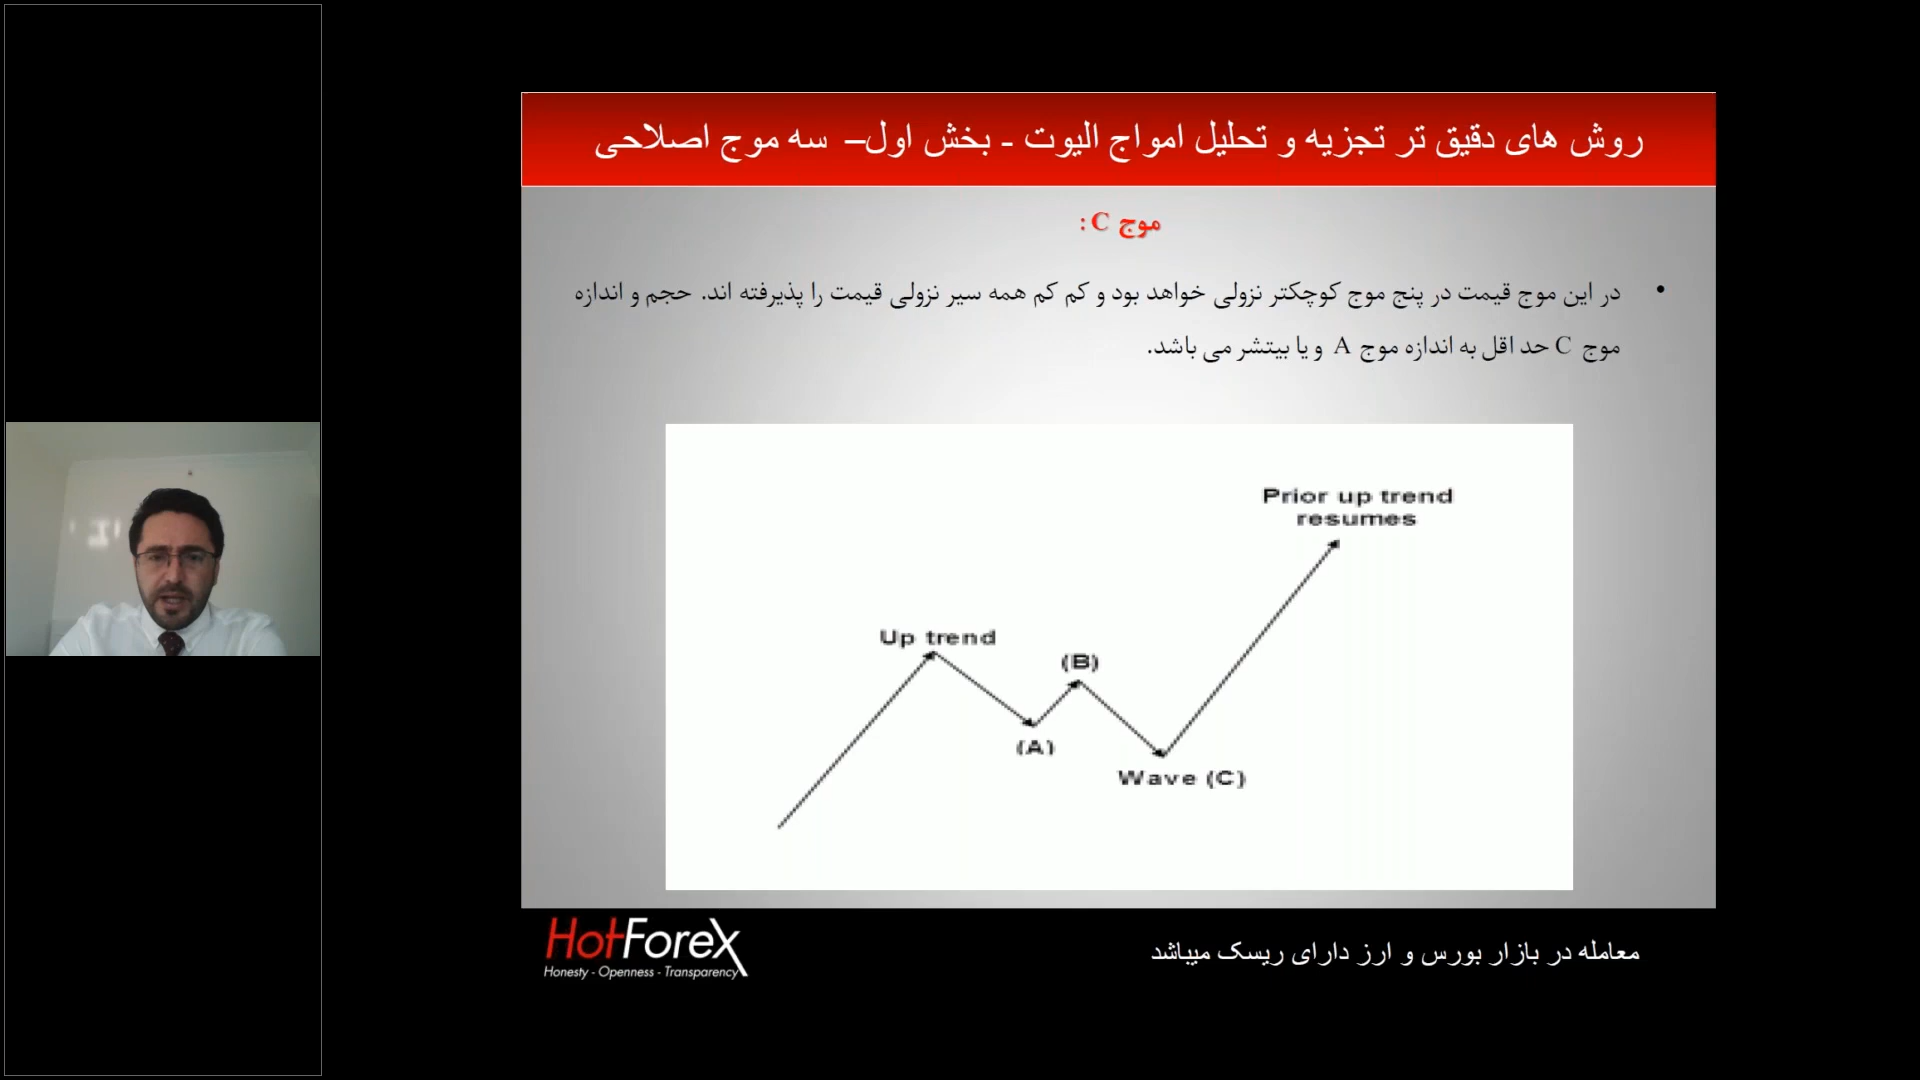 روش های دقیق تر تجزیه و تحلیل امواج الیوت - بخش اول– سه موج اصلاحی
موج C :
• در این موج قیمت در پنج موج کوچکتر نزولی خواهد بود و کم کم همه سیر نزولی قیمت را پذیرفته اند. حجم و اندازه
موج C حد اقل به اندازه موج A و یا بیتشر می باشد.
Prior up trend
resumes
Up trend
(B)
(A)
Wave (C)
HotForex
Honesty - Openness - Transparency
معامله در بازار بورس و ارز دارای ریسک میباشد